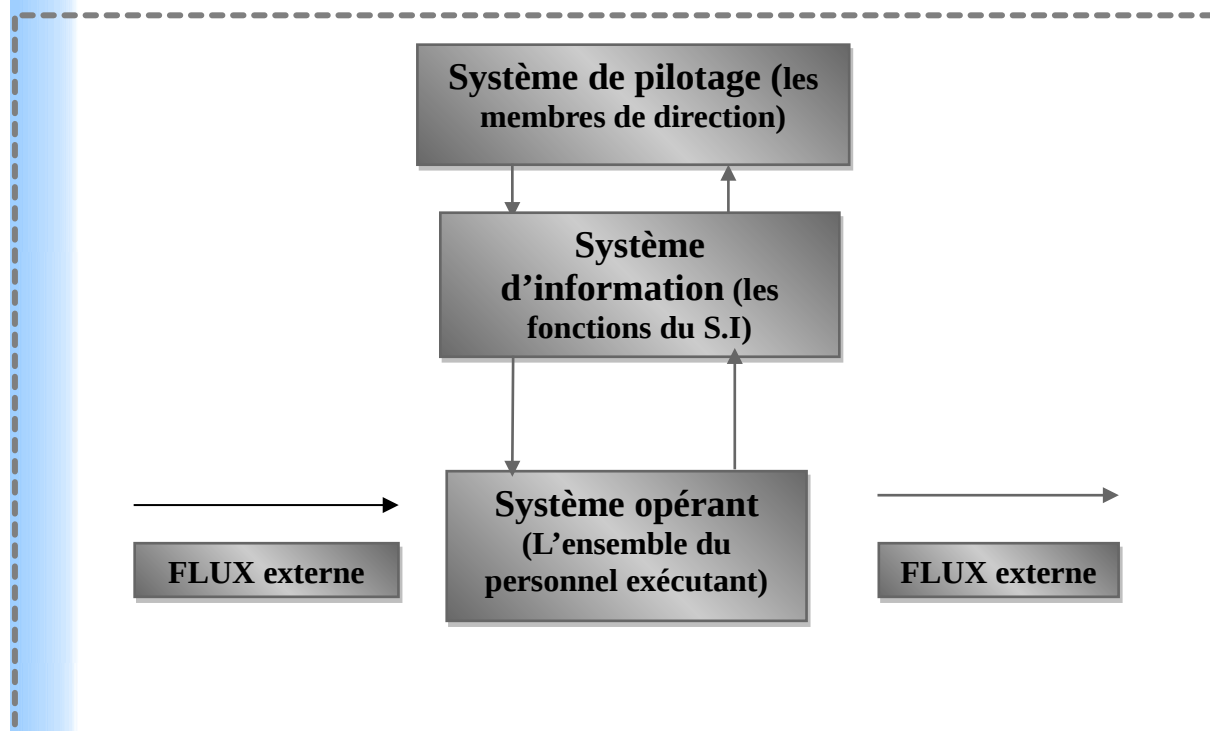 Système de pilotage (les
membres de direction)
Système
d’information (les
fonctions du S.I)
Système opérant
(L’ensemble du
personnel exécutant)
FLUX externe
FLUX externe